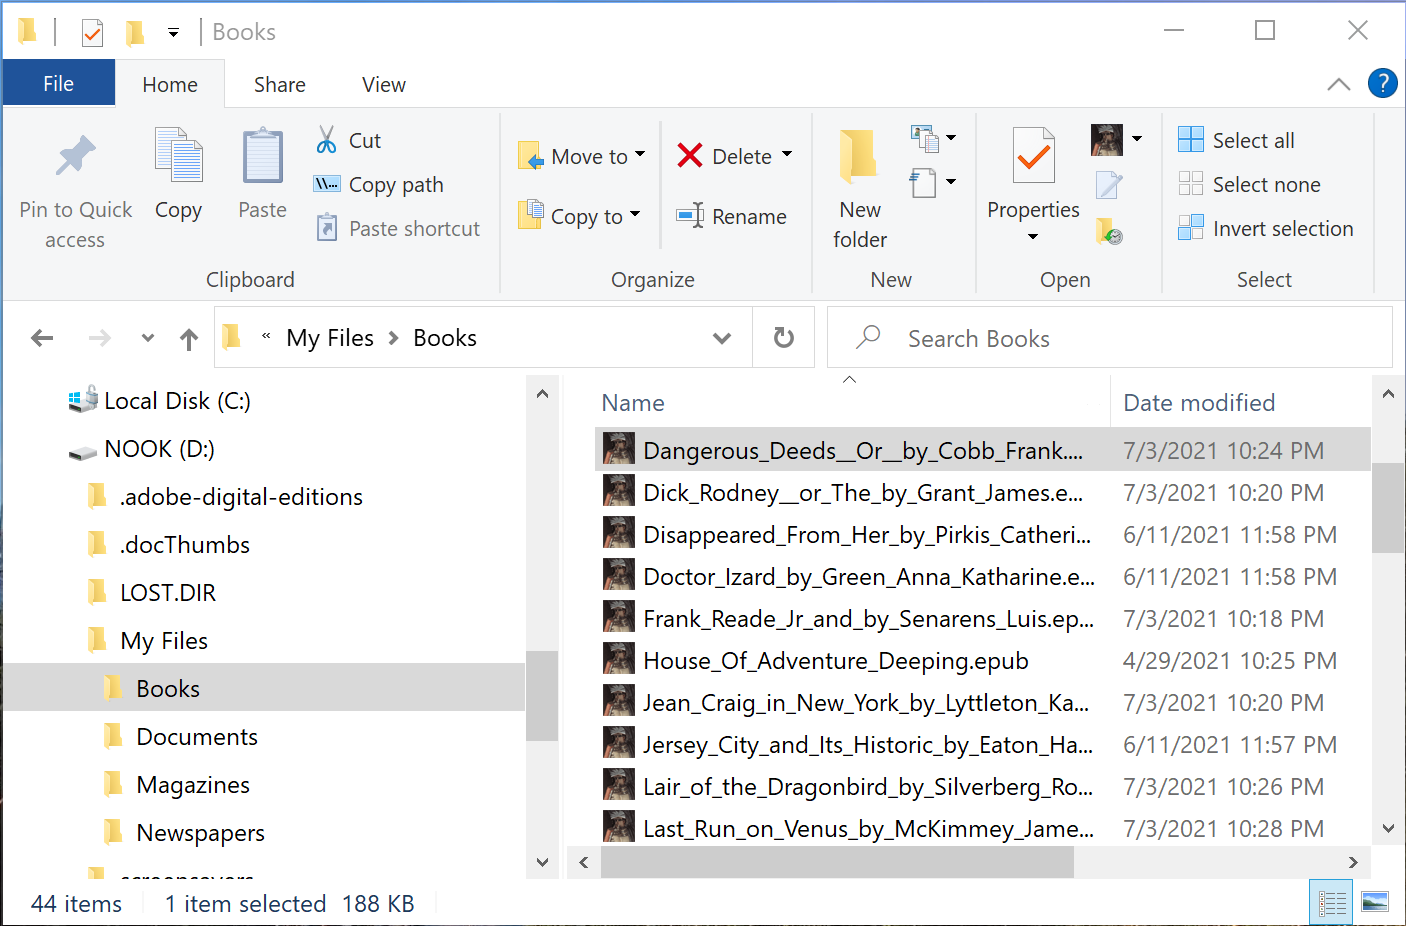 Books
File Home Share View
Pin to Quick access
Copy
Paste
Cut
Copy path
Paste shortcut
Clipboard
Move to
Copy to
Delete
Rename
Organize
New folder
New
Properties
Open
Select all
Select none
Invert selection
Select
« My Files > Books
Search Books
Local Disk (C:)
NOOK (D:)
.adobe-digital-editions
.docThumbs
LOST.DIR
My Files
Books
Documents
Magazines
Newspapers
screensavers
Name Date modified
Dangerous_Deeds__Or__by_Cobb_Frank.... 7/3/2021 10:24 PM
Dick_Rodney__or_The_by_Grant_James.e... 7/3/2021 10:20 PM
Disappeared_From_Her_by_Pirkis_Catheri... 6/11/2021 11:58 PM
Doctor_Izard_by_Green_Anna_Katharine.e... 6/11/2021 11:58 PM
Frank_Reade_Jr_and_by_Senarens_Luis.ep... 7/3/2021 10:18 PM
House_Of_Adventure_Deeping.epub 4/29/2021 10:25 PM
Jean_Craig_in_New_York_by_Lyttleton_Ka... 7/3/2021 10:20 PM
Jersey_City_and_Its_Historic_by_Eaton_Ha... 6/11/2021 11:57 PM
Lair_of_the_Dragonbird_by_Silverberg_Ro... 7/3/2021 10:26 PM
Last_Run_on_Venus_by_McKimmey_Jame... 7/3/2021 10:28 PM
44 items 1 item selected 188 KB